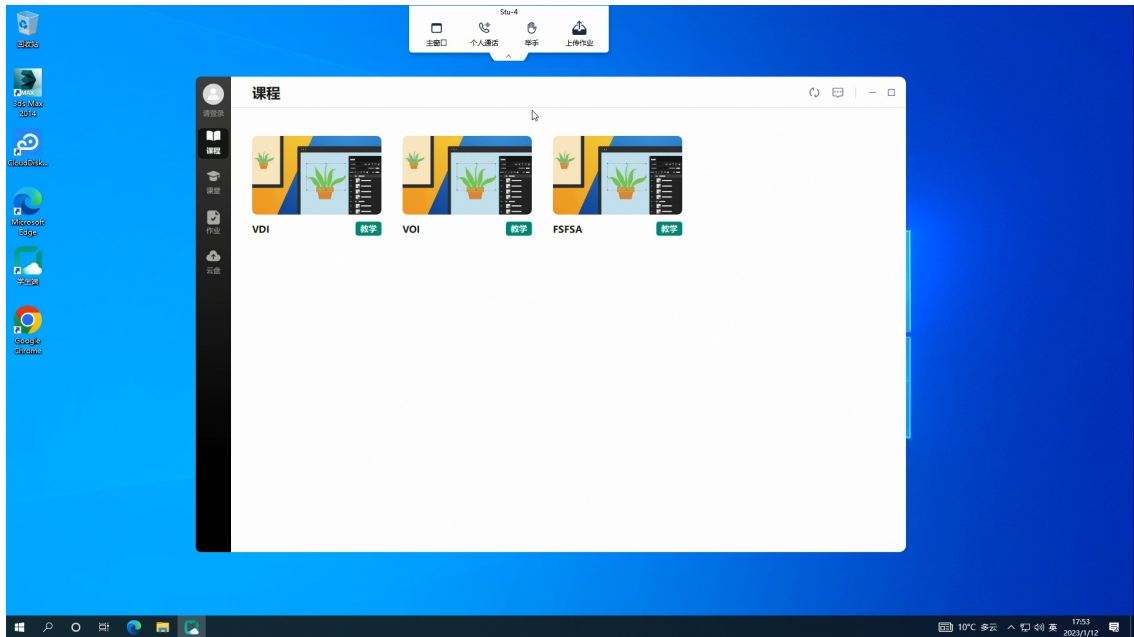 Stu-4
主窗口 个人通话 举手 上传作业
回收站
3ds Max
2014
CloudDisk...
Microsoft
Edge
学生端
Google
Chrome
请登录
课程
课堂
作业
云盘
课程
VDI 教学
VOI 教学
FSFSA 教学
10°C 多云
英
17:53
2023/1/12